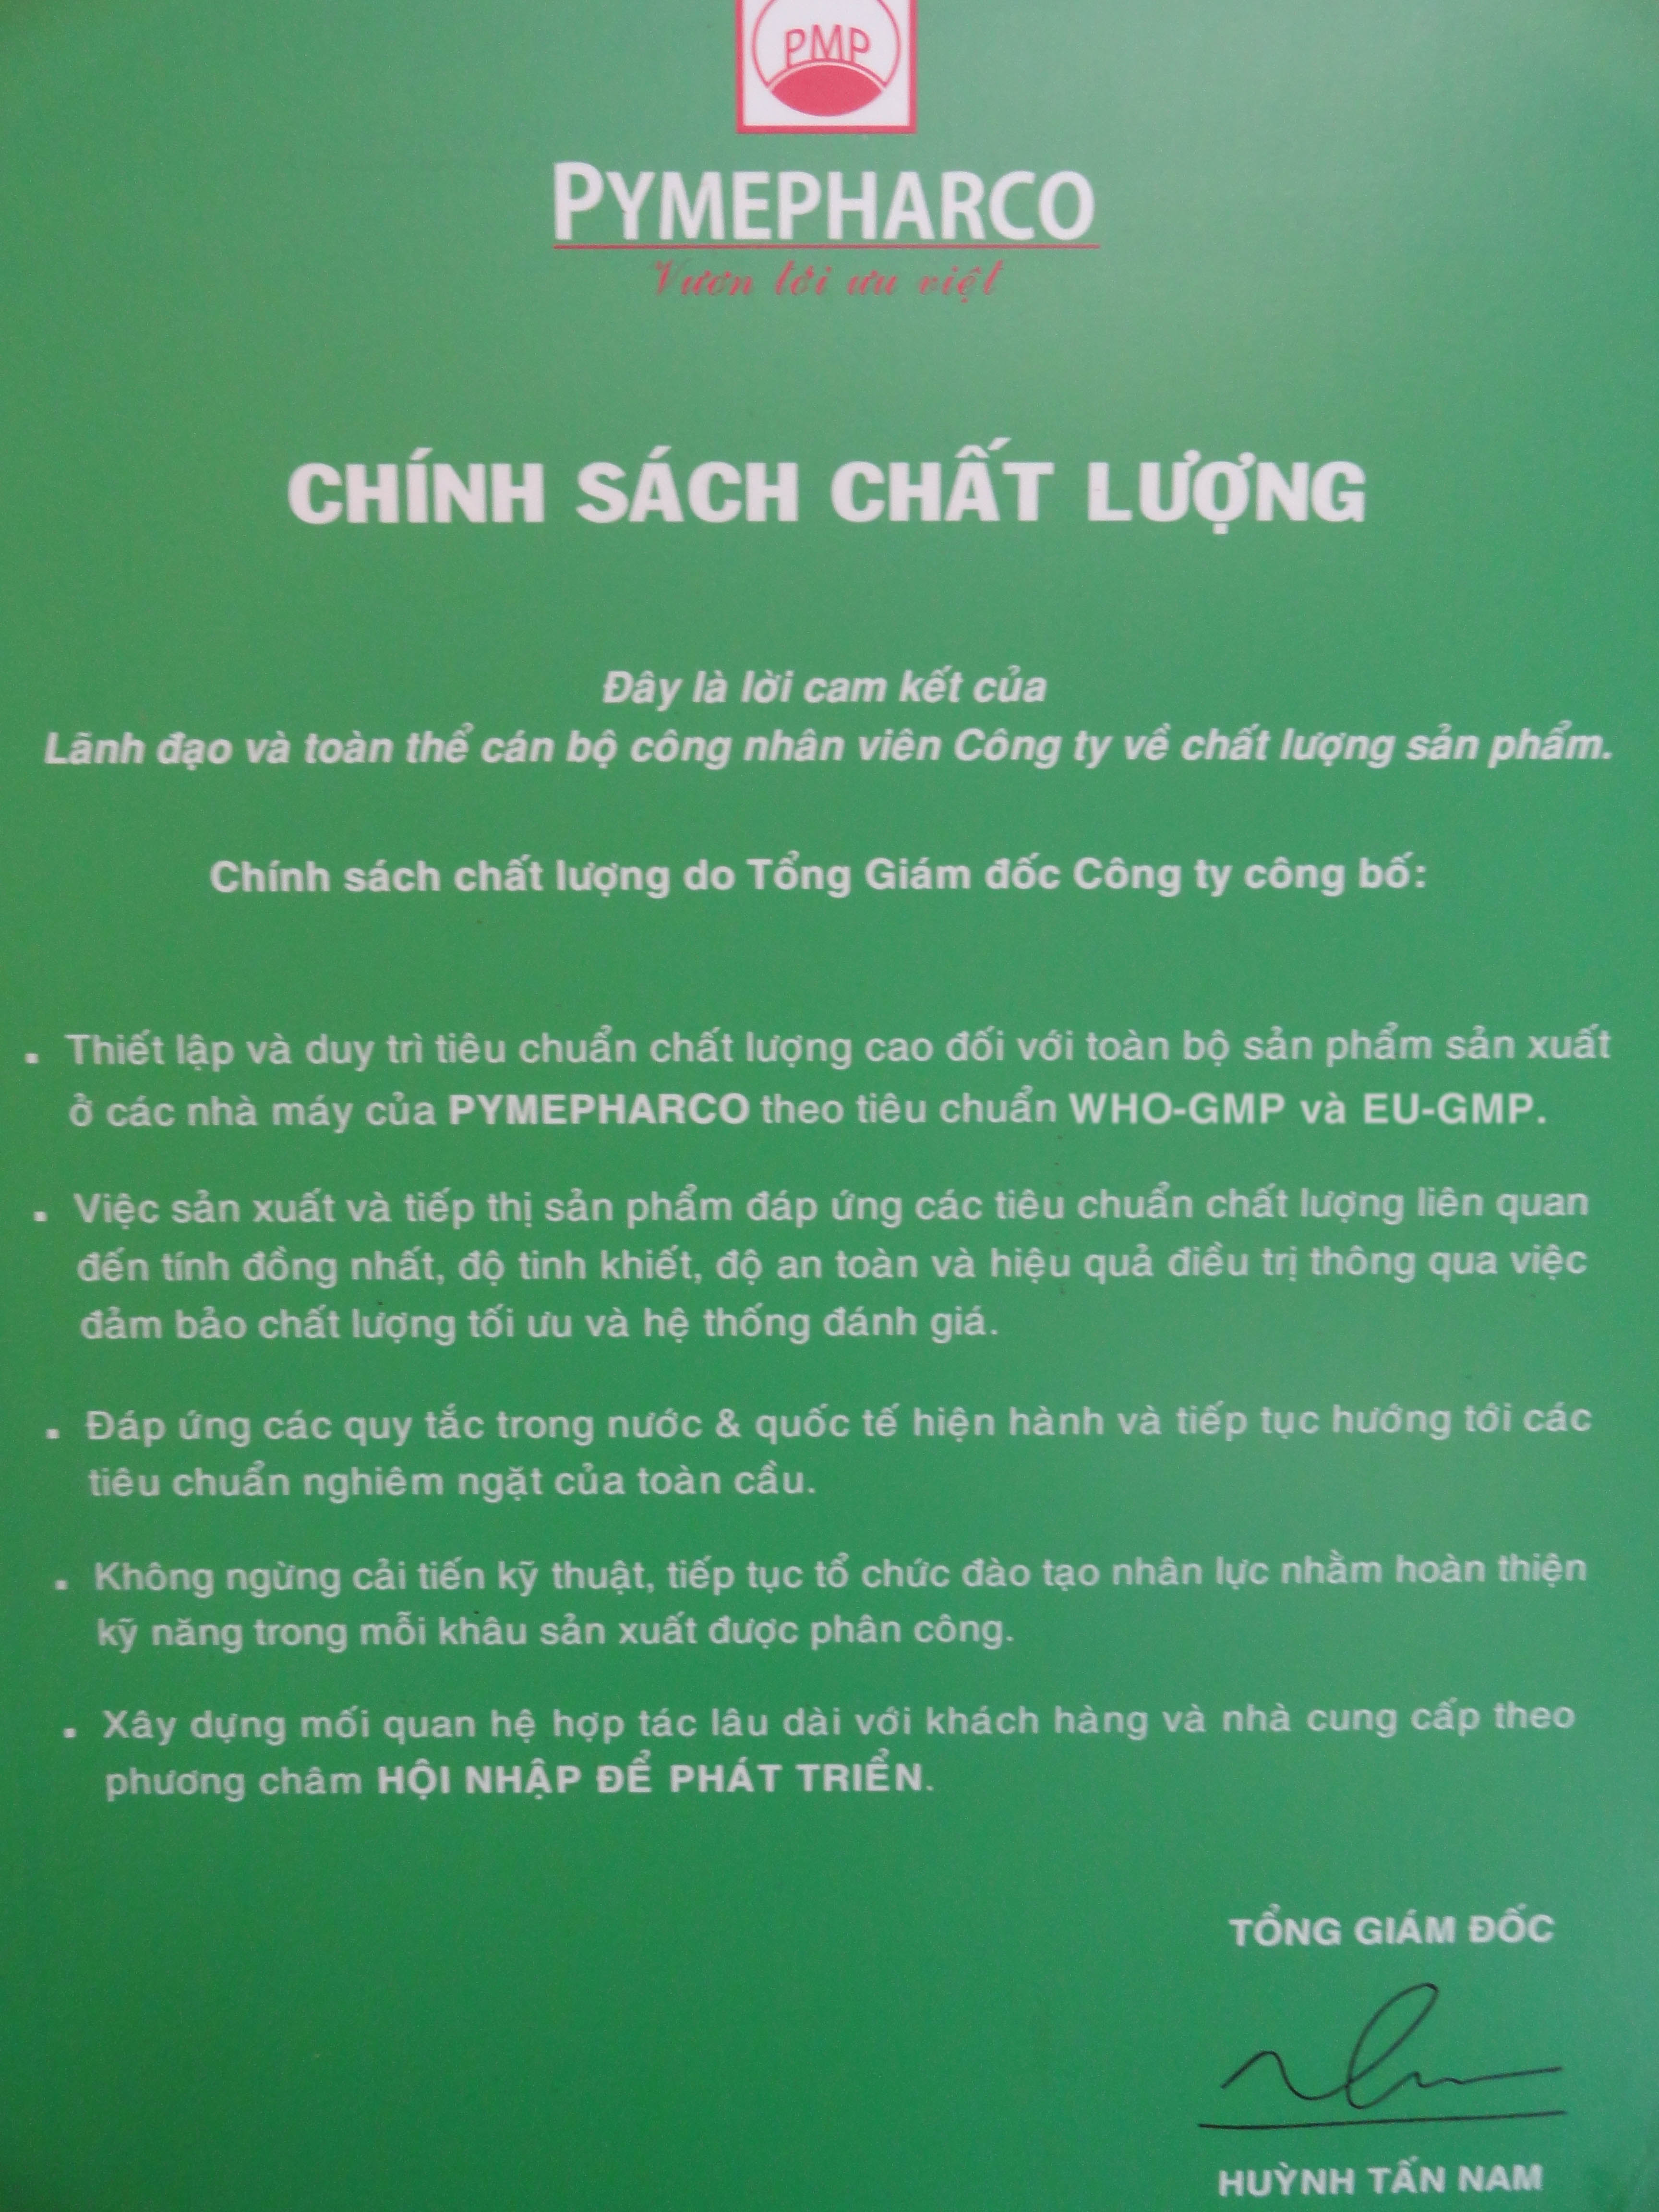 PMP
PYMEPHARCO
Vươn tới ưu việt
CHÍNH SÁCH CHẤT LƯỢNG
Đây là lời cam kết của
Lãnh đạo và toàn thể cán bộ công nhân viên Công ty về chất lượng sản phẩm.
Chính sách chất lượng do Tổng Giám đốc Công ty công bố:
▪ Thiết lập và duy trì tiêu chuẩn chất lượng cao đối với toàn bộ sản phẩm sản xuất
ở các nhà máy của PYMEPHARCO theo tiêu chuẩn WHO-GMP và EU-GMP.
▪ Việc sản xuất và tiếp thị sản phẩm đáp ứng các tiêu chuẩn chất lượng liên quan
đến tính đồng nhất, độ tinh khiết, độ an toàn và hiệu quả điều trị thông qua việc
đảm bảo chất lượng tối ưu và hệ thống đánh giá.
▪ Đáp ứng các quy tắc trong nước & quốc tế hiện hành và tiếp tục hướng tới các
tiêu chuẩn nghiêm ngặt của toàn cầu.
▪ Không ngừng cải tiến kỹ thuật, tiếp tục tổ chức đào tạo nhân lực nhằm hoàn thiện
kỹ năng trong mỗi khâu sản xuất được phân công.
▪ Xây dựng mối quan hệ hợp tác lâu dài với khách hàng và nhà cung cấp theo
phương châm HỘI NHẬP ĐỂ PHÁT TRIỂN.
TỔNG GIÁM ĐỐC
HUỲNH TẤN NAM